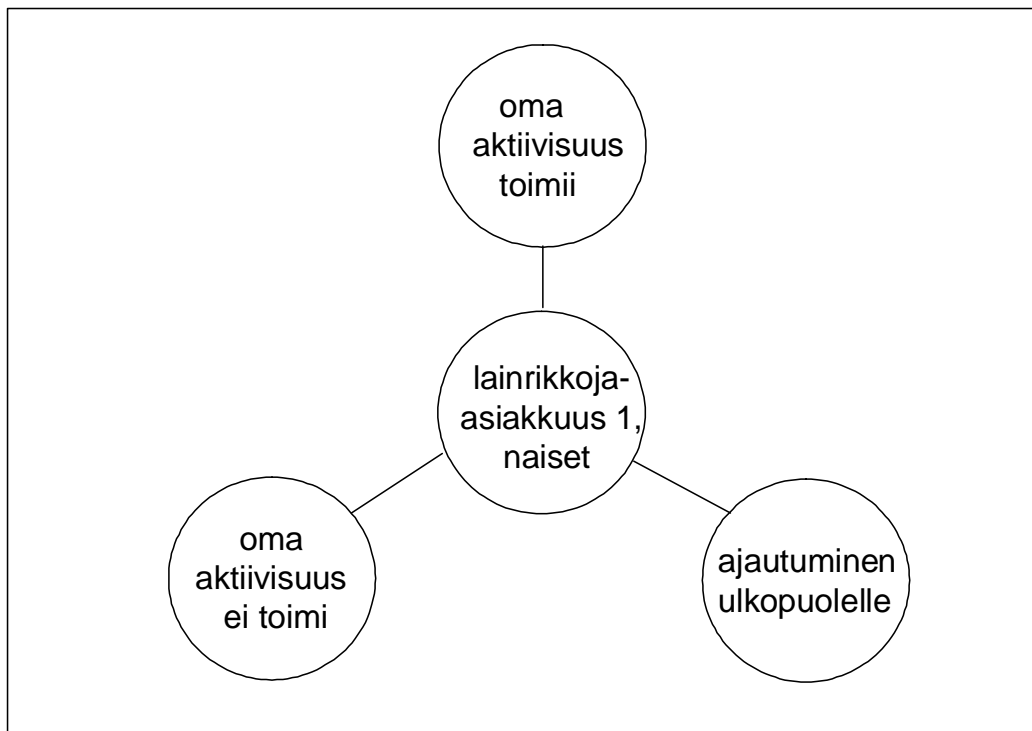 oma
aktiivisuus
toimii
lainrikkoja-
asiakkuus 1,
naiset
oma
aktiivisuus
ei toimi
ajautuminen
ulkopuolelle